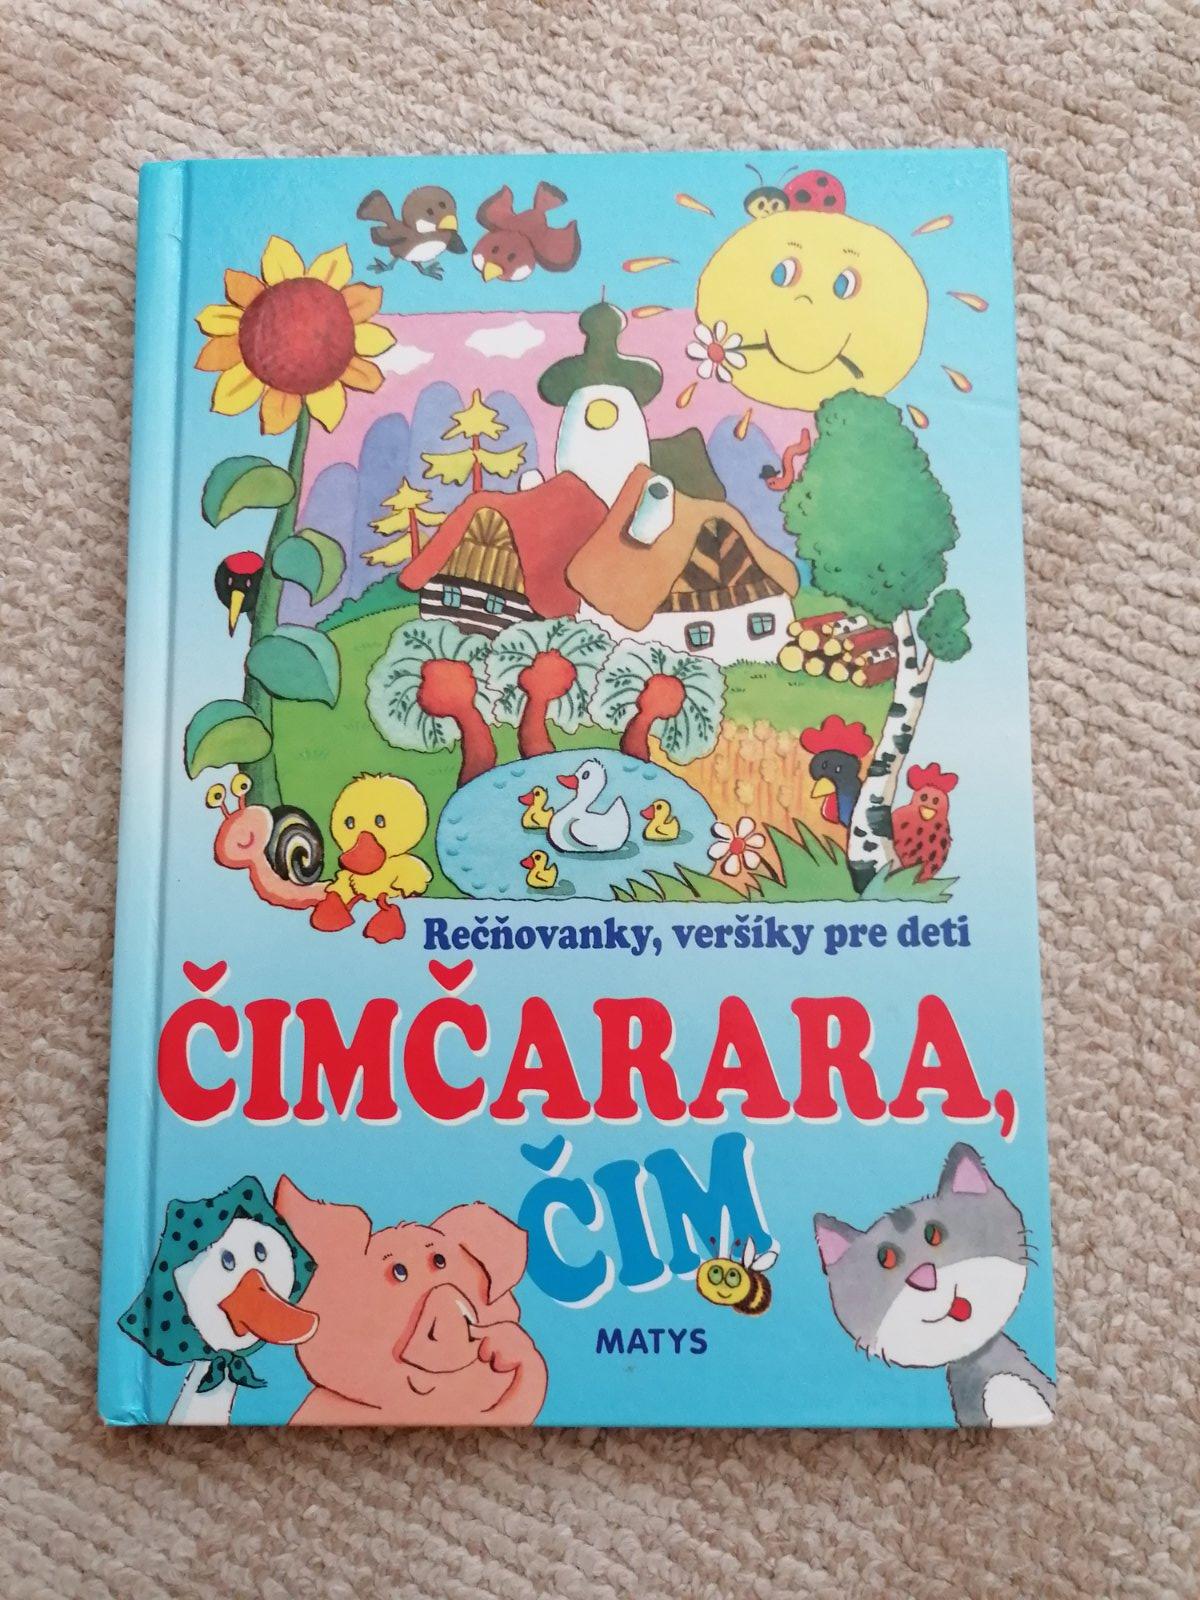 Rečňovanky, veršíky pre deti
ČIMČARARA,
ČIM
MATYS